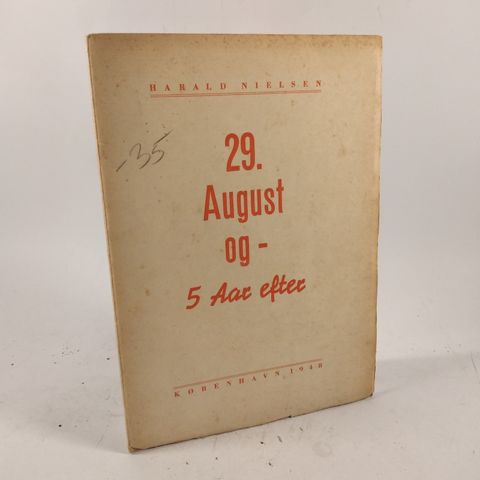 HARALD NIELSEN
-35
29.
August
og -
5 Aar efter
KØBENHAVN 1948